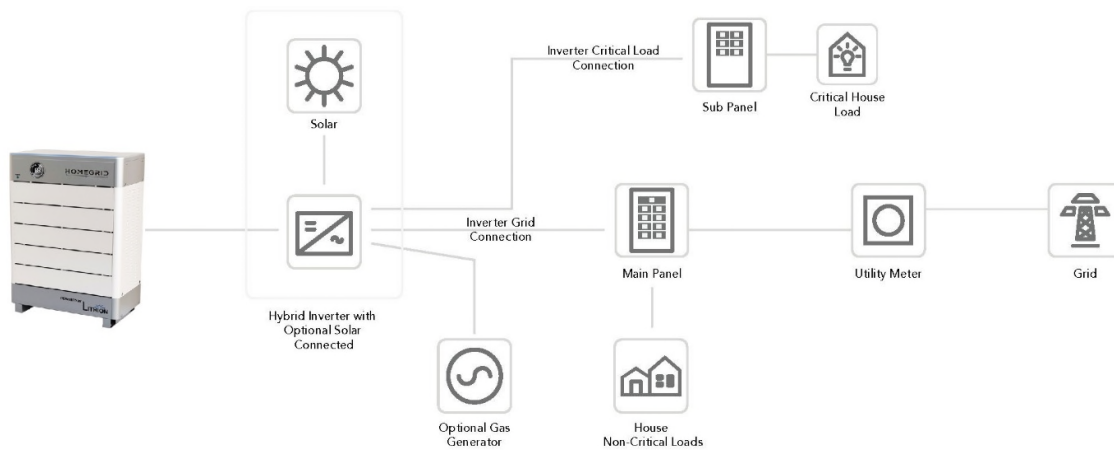 Solar
Inverter Critical Load
Connection
Sub Panel
Critical House
Load
HOMEGRID
Inverter Grid
Connection
Main Panel
Utility Meter
Grid
LITHION
Hybrid Inverter with
Optional Solar
Connected
Optional Gas
Generator
House
Non-Critical Loads